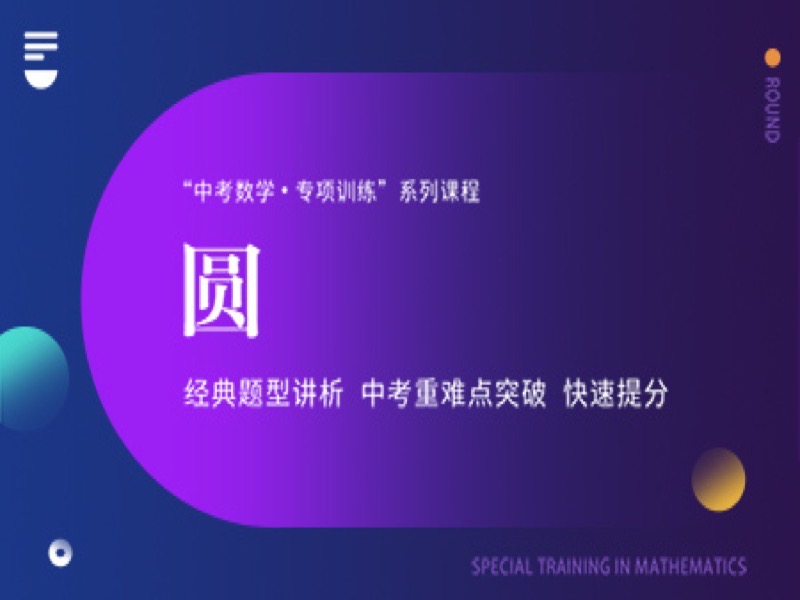 “中考数学·专项训练”系列课程
圆
经典题型讲析 中考重难点突破 快速提分
ROUND
SPECIAL TRAINING IN MATHEMATICS